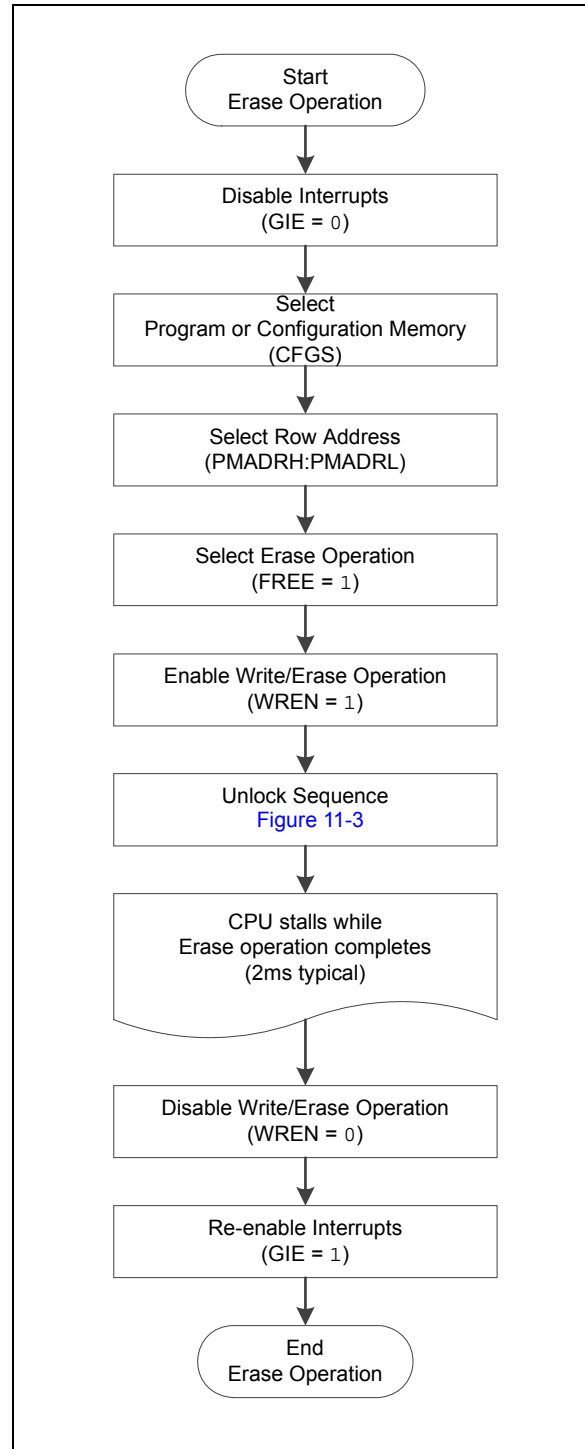 Start
Erase Operation
Disable Interrupts
(GIE = 0)
Select
Program or Configuration Memory
(CFGS)
Select Row Address
(PMADRH:PMADRL)
Select Erase Operation
(FREE = 1)
Enable Write/Erase Operation
(WREN = 1)
Unlock Sequence
Figure 11-3
CPU stalls while
Erase operation completes
(2ms typical)
Disable Write/Erase Operation
(WREN = 0)
Re-enable Interrupts
(GIE = 1)
End
Erase Operation